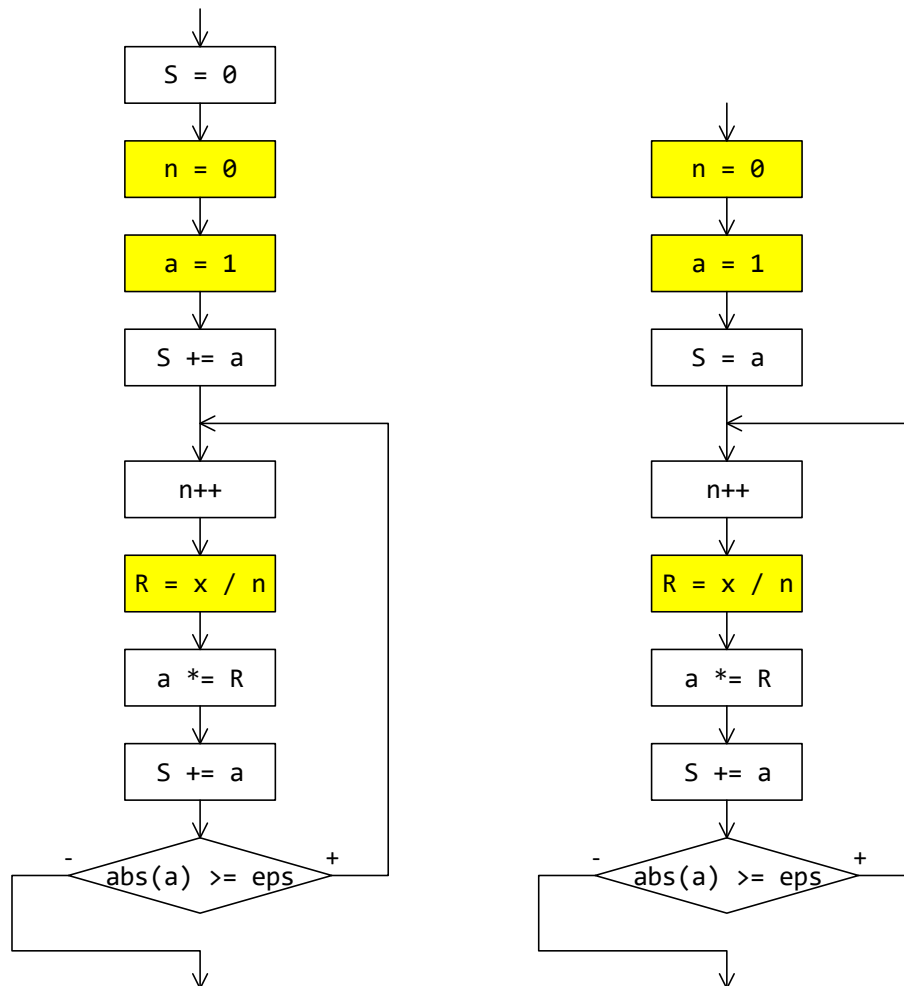 S = 0
n = 0
a = 1
S += a
n++
R = x / n
a *= R
S += a
-
+
abs(a) >= eps
n = 0
a = 1
S = a
n++
R = x / n
a *= R
S += a
-
+
abs(a) >= eps